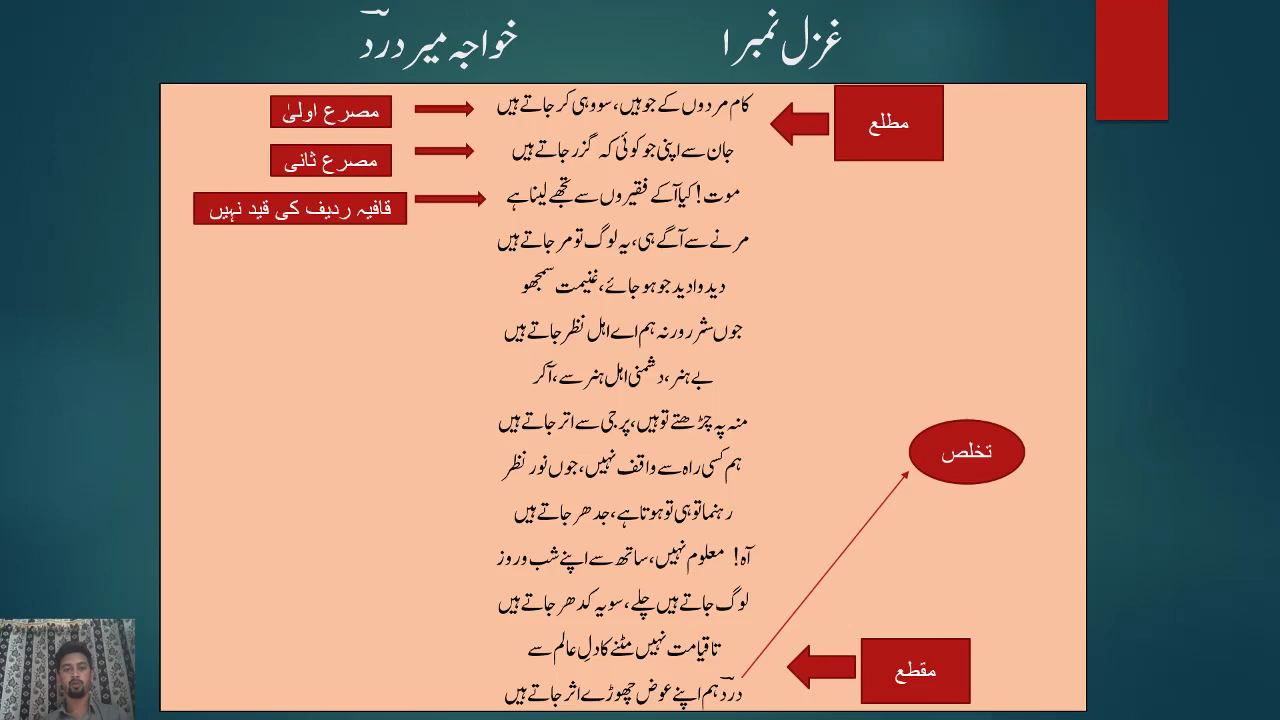 غزل نمبر ۱
خواجہ میر دردؔ
مطلع
کام مردوں کے جو ہیں، سو وہی کر جاتے ہیں
مصرع اولیٰ
جان سے اپنی جو کوئی کہ گزر جاتے ہیں
مصرع ثانی
موت! کیا آ کے فقیروں سے تجھے لینا ہے
قافیہ ردیف کی قید نہیں
مرنے سے آگے ہی، یہ لوگ تو مر جاتے ہیں
دید وادید جو ہو جائے، غنیمت سمجھو
جوں شرر ورنہ ہم اے اہل نظر جاتے ہیں
بے ہنر، دشمنی اہل ہنر سے، آ کر
منہ پہ چڑھتے تو ہیں، پر جی سے اتر جاتے ہیں
تخلص
ہم کسی راہ سے واقف نہیں، جوں نور نظر
رہنما تو ہی تو ہوتا ہے، جدھر جاتے ہیں
آہ! معلوم نہیں، ساتھ سے اپنے شب و روز
لوگ جاتے ہیں چلے، سو یہ کدھر جاتے ہیں
تا قیامت نہیں مٹنے کا دلِ عالم سے
مقطع
دردؔ ہم اپنے عوض چھوڑے اثر جاتے ہیں